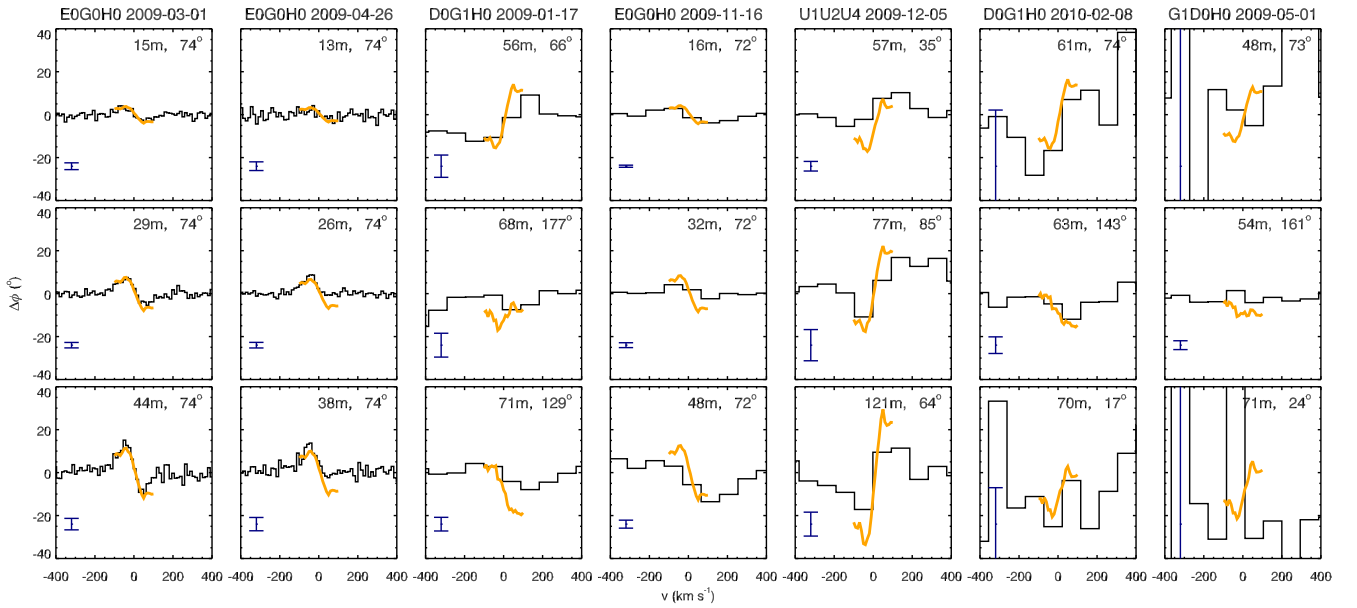 E0G0H0 2009-03-01 E0G0H0 2009-04-26 D0G1H0 2009-01-17 E0G0H0 2009-11-16 U1U2U4 2009-12-05 D0G1H0 2010-02-08 G1D0H0 2009-05-01
40 15m, 74° 13m, 74° 56m, 66° 16m, 72° 57m, 35° 61m, 74° 48m, 73°
20
0
-20
-40
40 29m, 74° 26m, 74° 68m, 177° 32m, 72° 77m, 85° 63m, 143° 54m, 161°
20
0
-20
-40
40 44m, 74° 38m, 74° 71m, 129° 48m, 72° 121m, 64° 70m, 17° 71m, 24°
20
0
-20
-40
Δφ (°)
-400 -200 0 200 400 -400 -200 0 200 400 -400 -200 0 200 400 -400 -200 0 200 400 -400 -200 0 200 400 -400 -200 0 200 400 -400 -200 0 200 400
v (km s⁻¹)